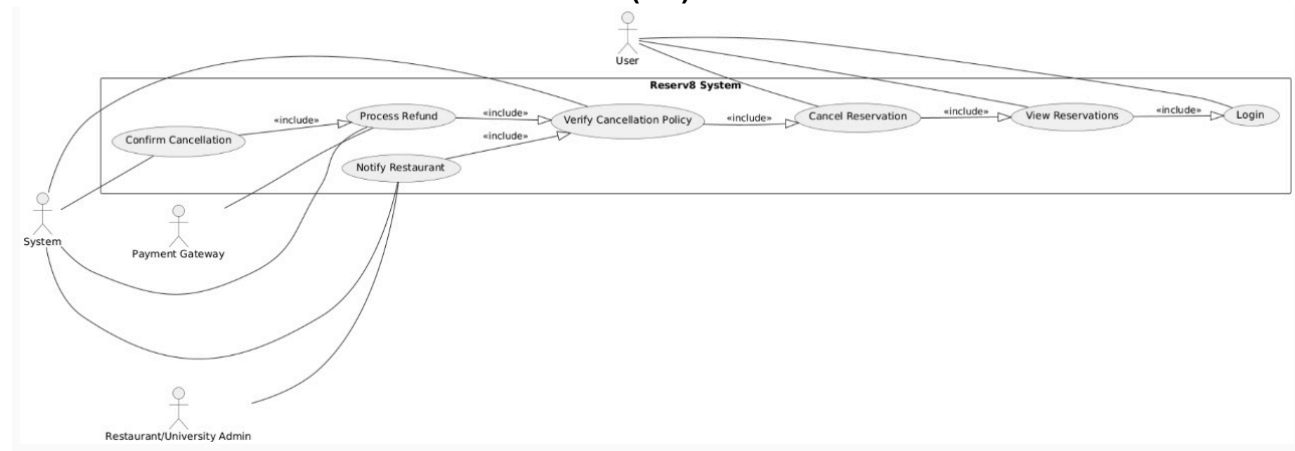 User
Reserv8 System
«include»
Process Refund
«include»
Verify Cancellation Policy
«include»
Cancel Reservation
«include»
View Reservations
«include»
Login
Confirm Cancellation
«include»
Notify Restaurant
System
Payment Gateway
Restaurant/University Admin